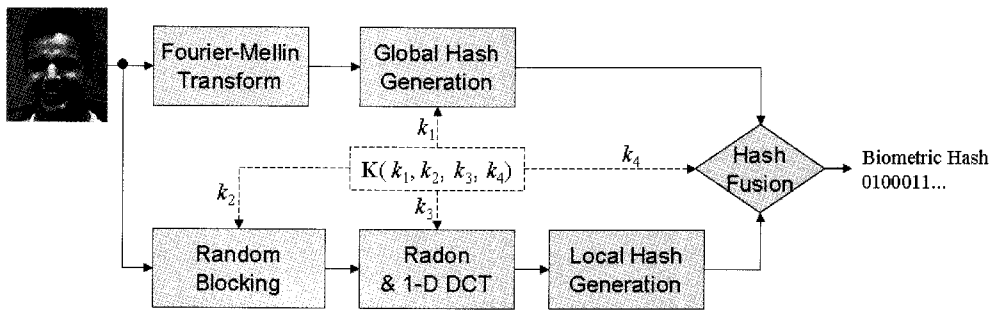 Fourier-Mellin
Transform
Global Hash
Generation
k1
K( k1, k2, k3, k4)
k4
Hash
Fusion
Biometric Hash
0100011...
k2
k3
Random
Blocking
Radon
& 1-D DCT
Local Hash
Generation